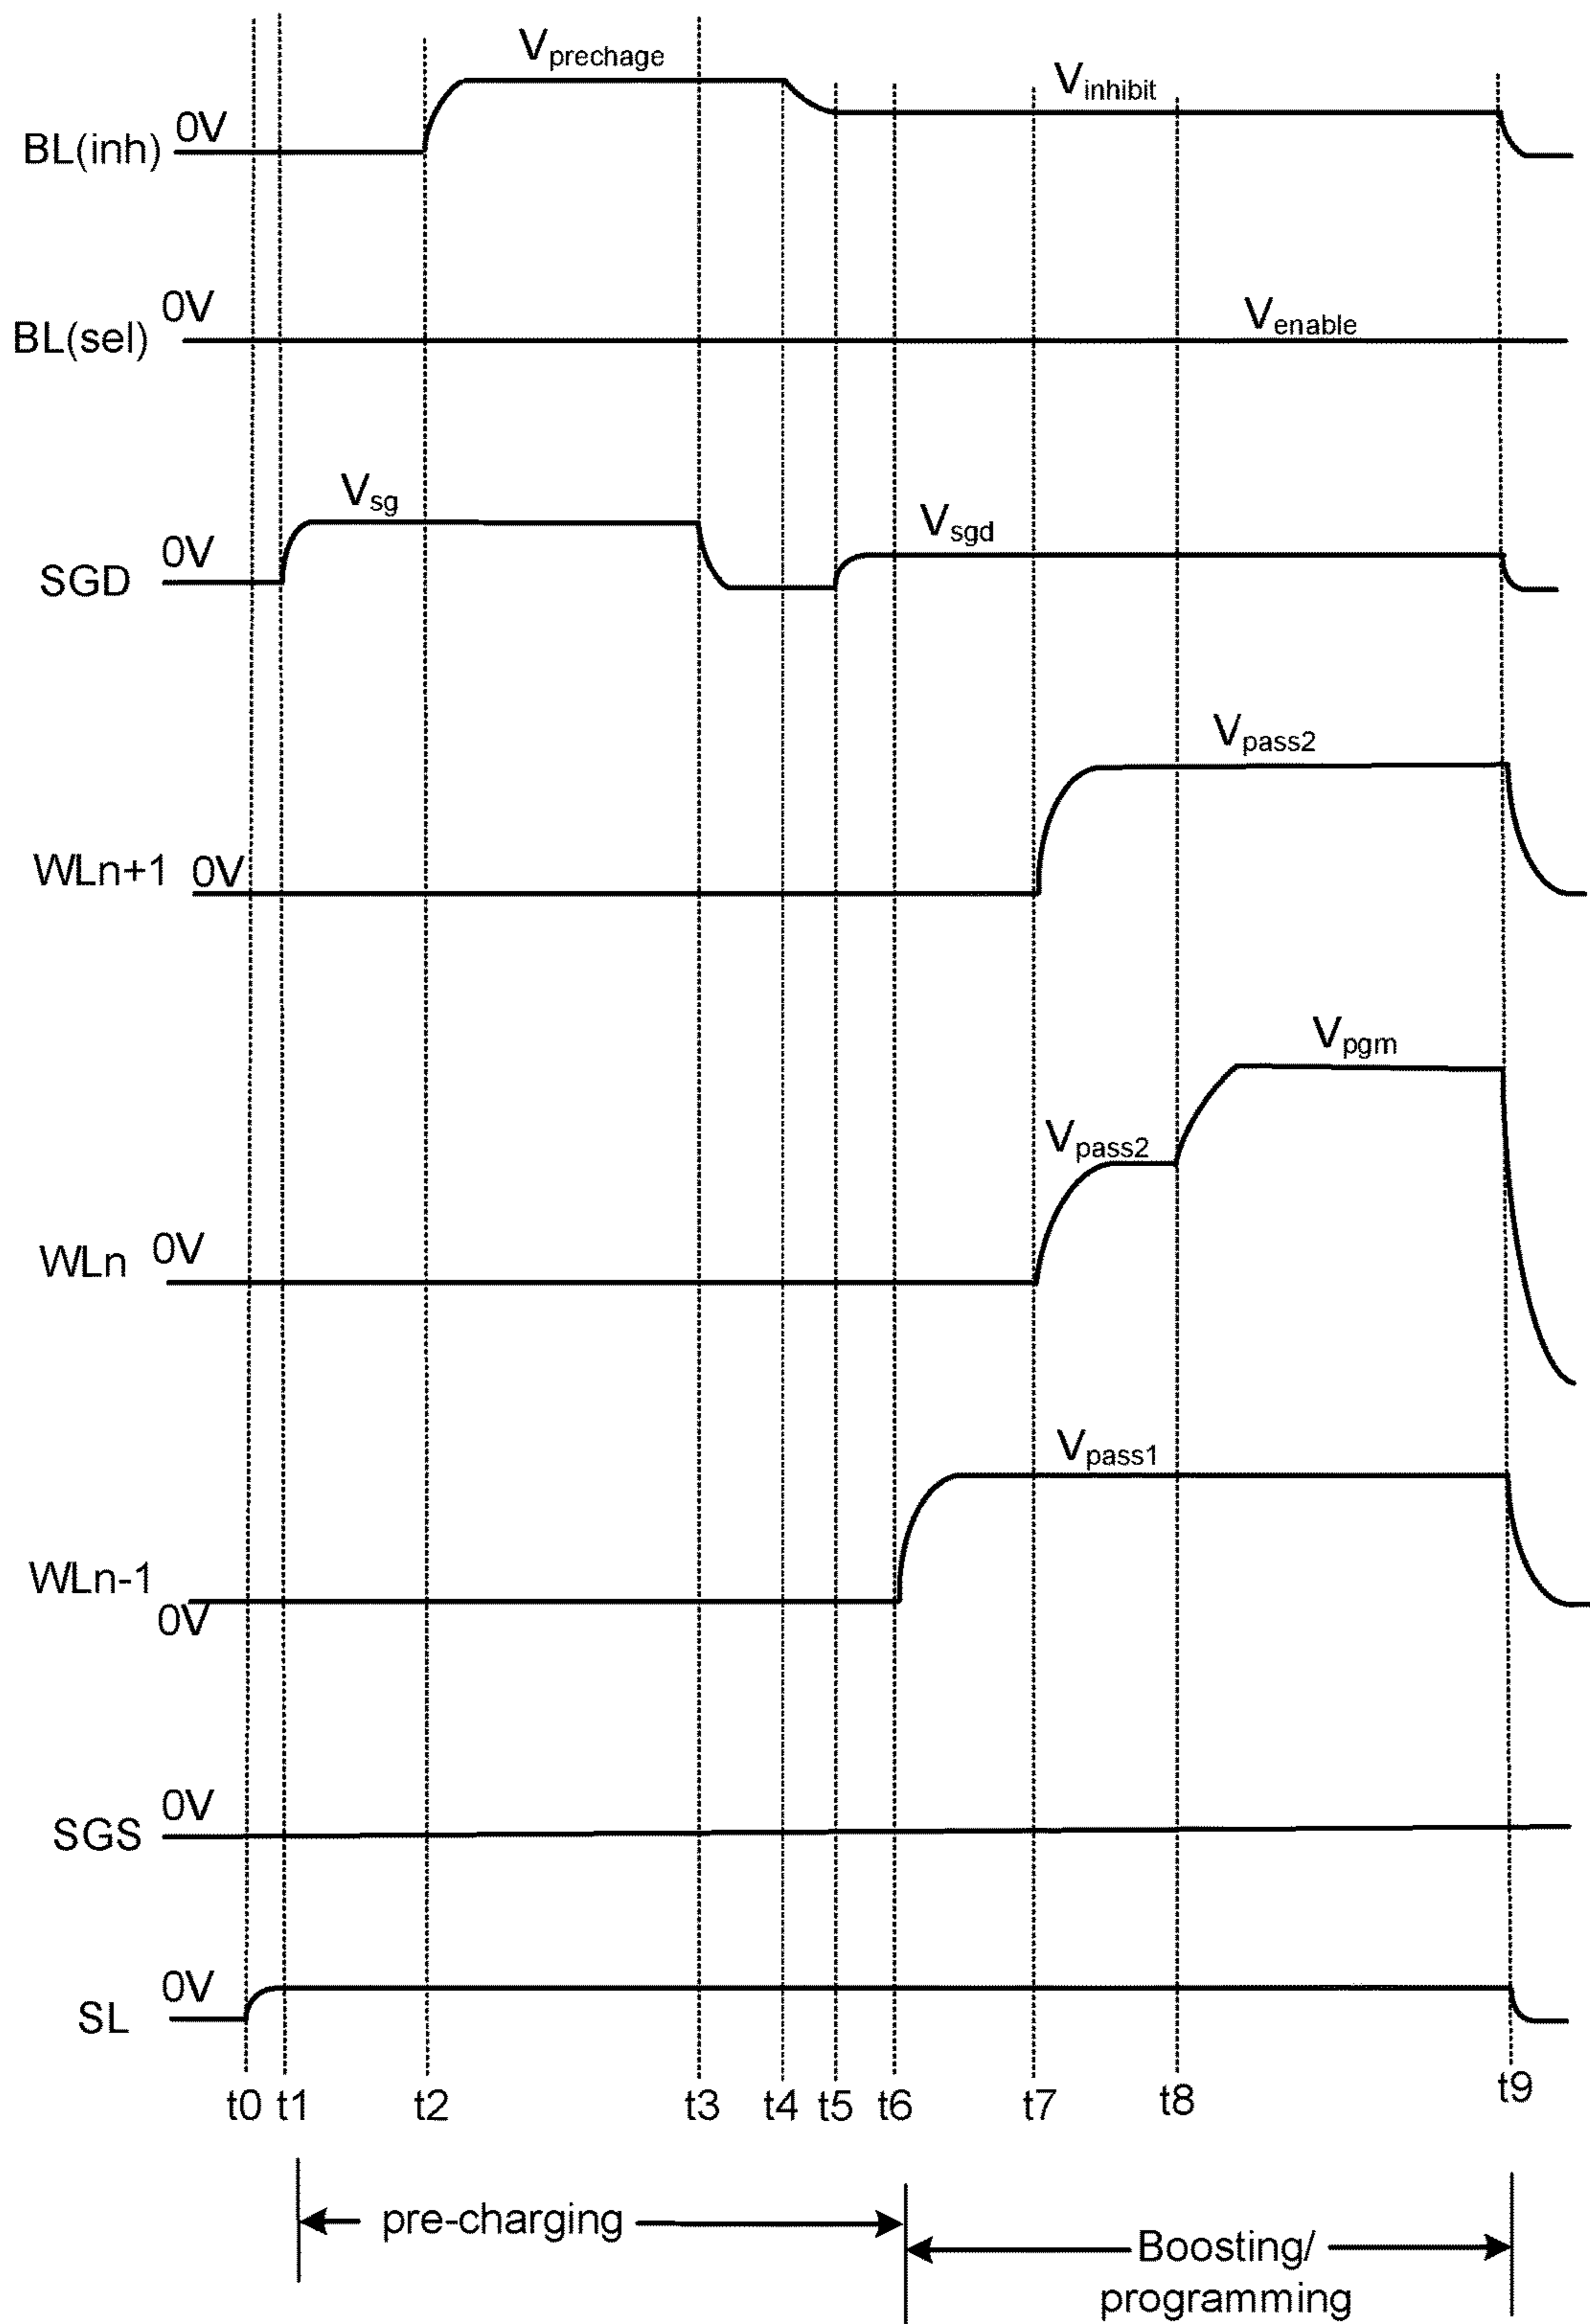 Vprechage
Vinhibit
0V
BL(inh)
0V
Venable
BL(sel)
Vsg
Vsgd
0V
SGD
Vpass2
WLn+1 0V
Vpgm
Vpass2
0V
WLn
Vpass1
WLn-1
0V
0V
SGS
0V
SL
t0 t1 t2 t3 t4 t5 t6 t7 t8 t9
pre-charging
Boosting/
programming